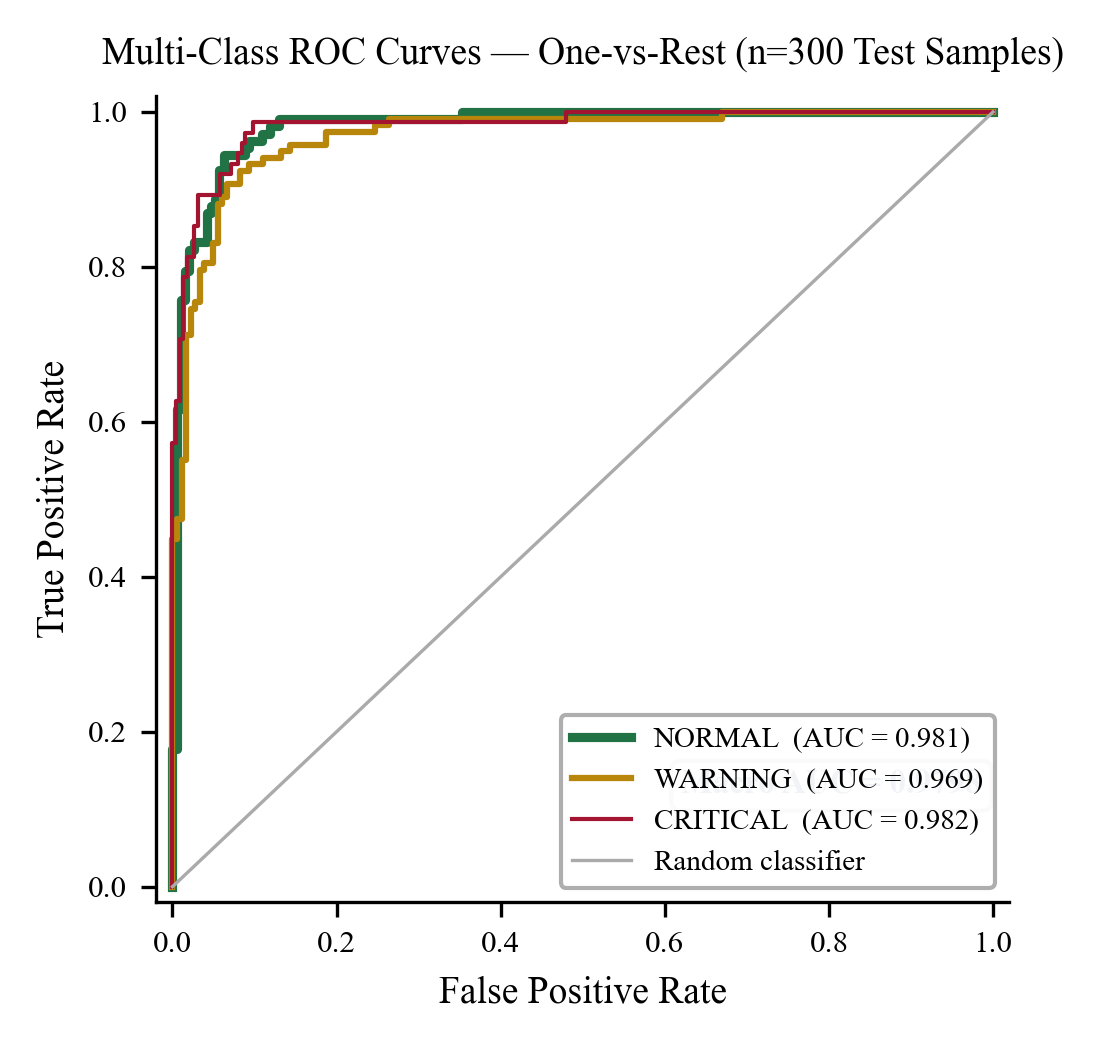 Multi-Class ROC Curves — One-vs-Rest (n=300 Test Samples)
True Positive Rate
1.0
0.8
0.6
0.4
0.2
0.0
NORMAL (AUC = 0.981)
WARNING (AUC = 0.969)
CRITICAL (AUC = 0.982)
Random classifier
0.0 0.2 0.4 0.6 0.8 1.0
False Positive Rate